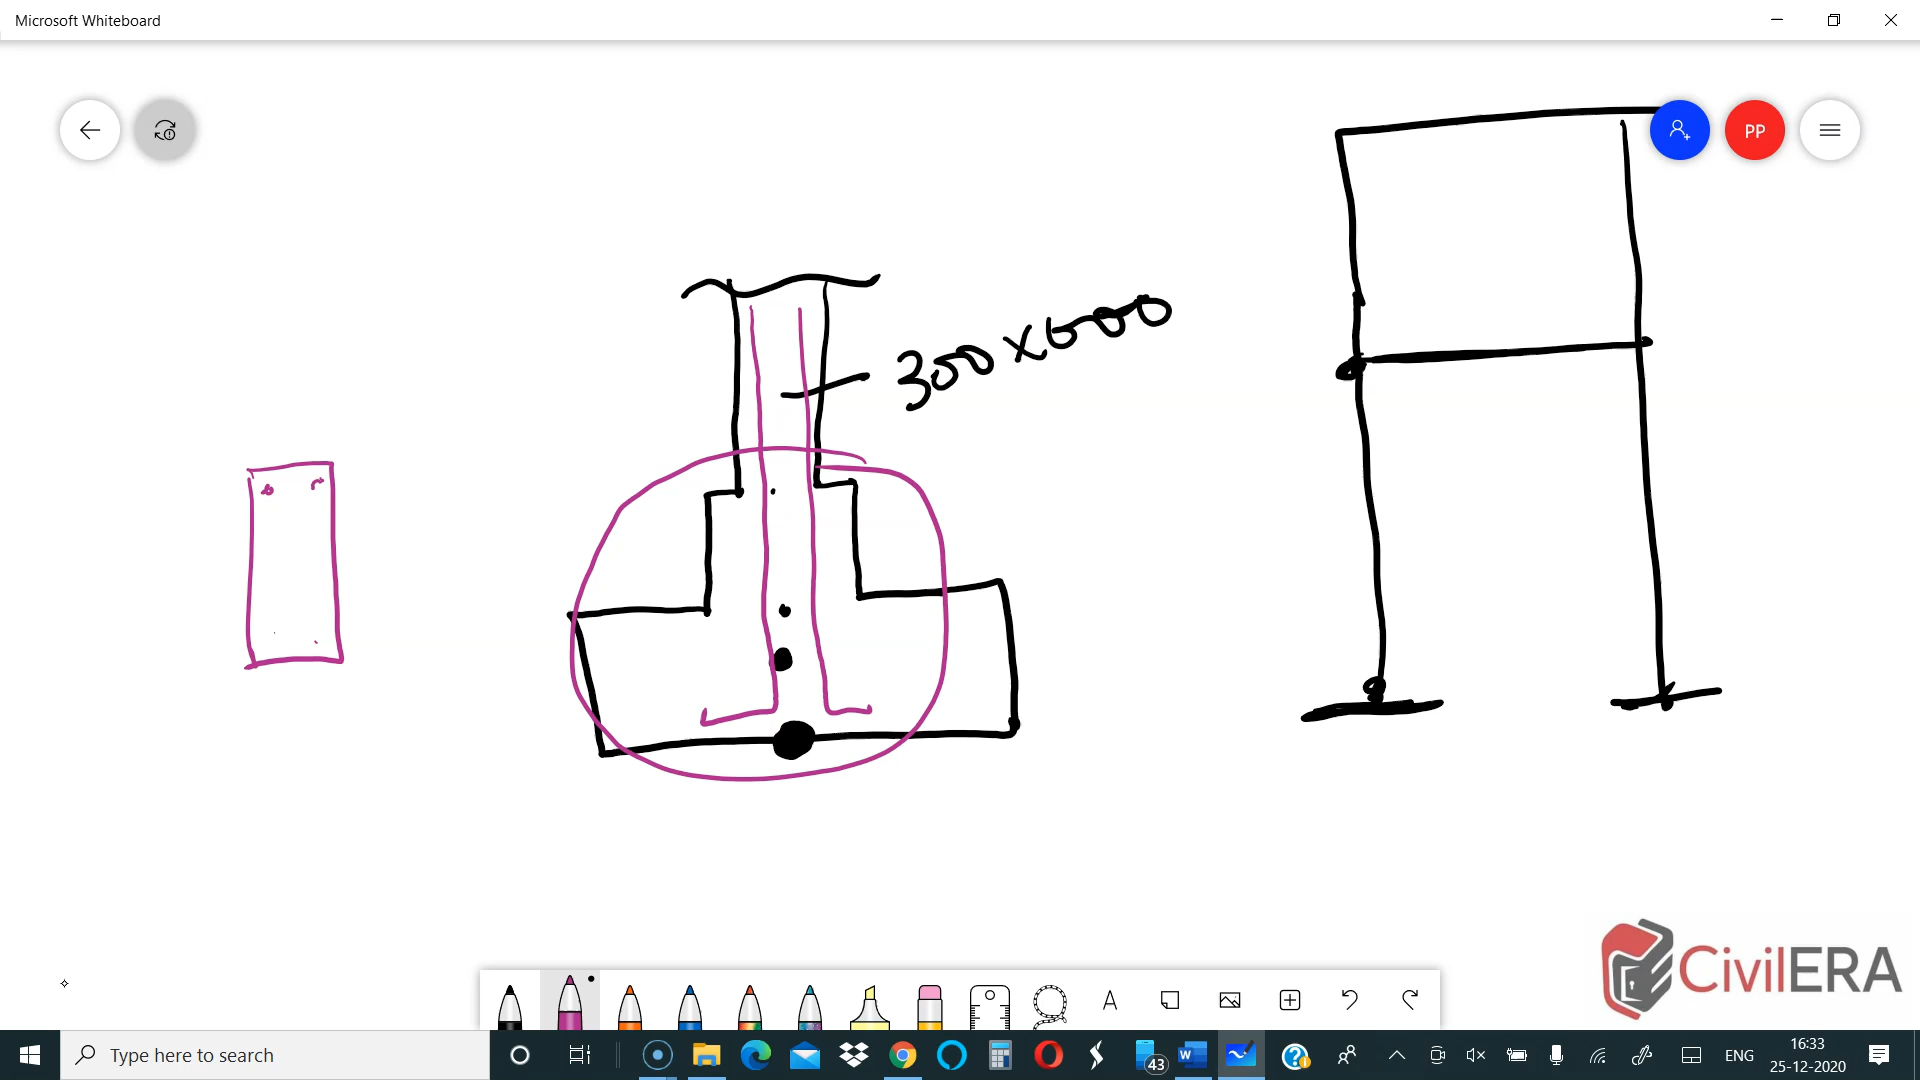 Microsoft Whiteboard
PP
300x600
CivilERA
A
Type here to search
43
W
ENG
16:33
25-12-2020